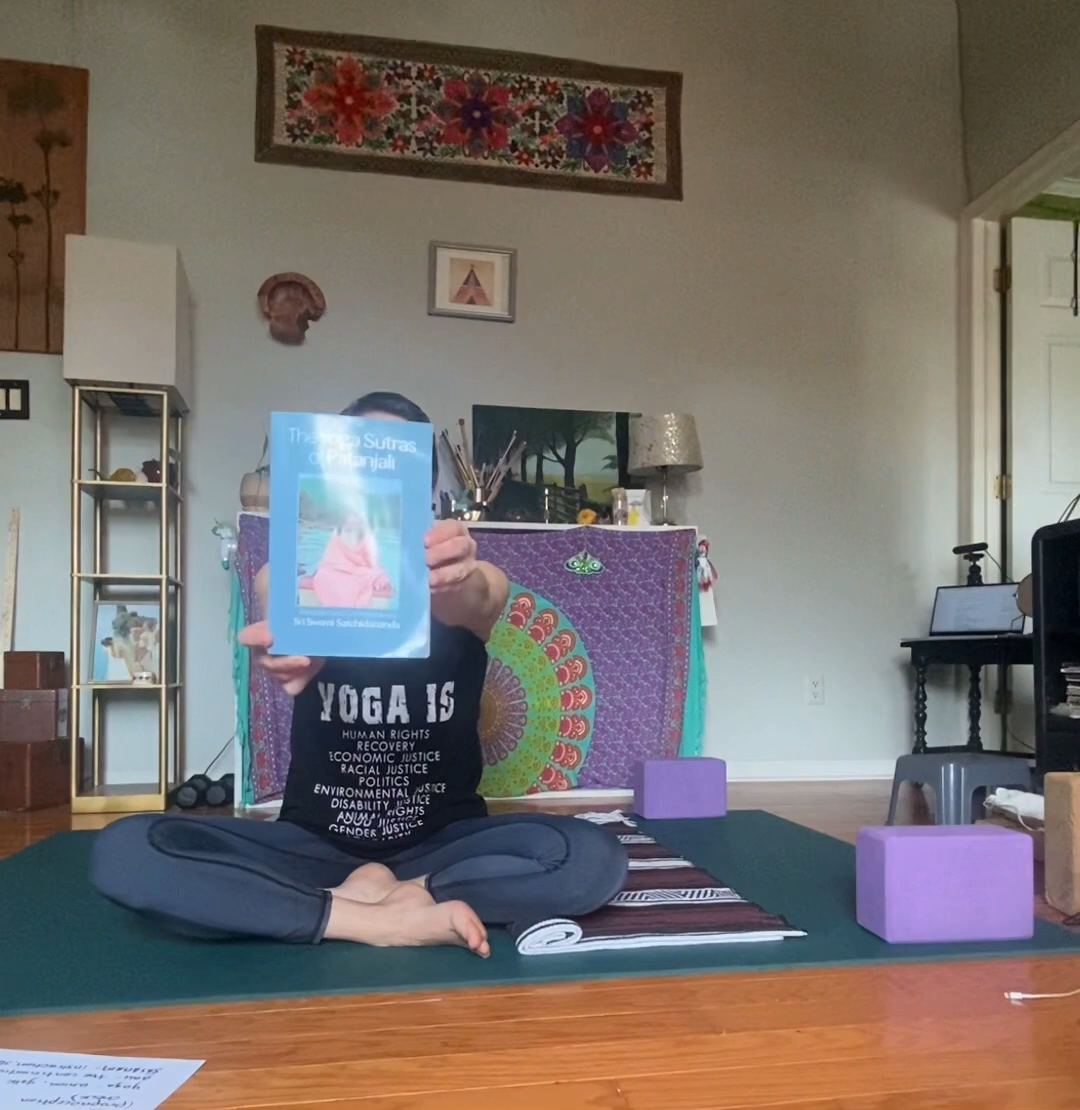 The Yoga Sutras
of Patanjali
Sri Swami Satchidananda
YOGA IS
HUMAN RIGHTS
RECOVERY
ECONOMIC JUSTICE
RACIAL JUSTICE
POLITICS
ENVIRONMENTAL JUSTICE
DISABILITY JUSTICE
ANIMAL RIGHTS
GENDER JUSTICE